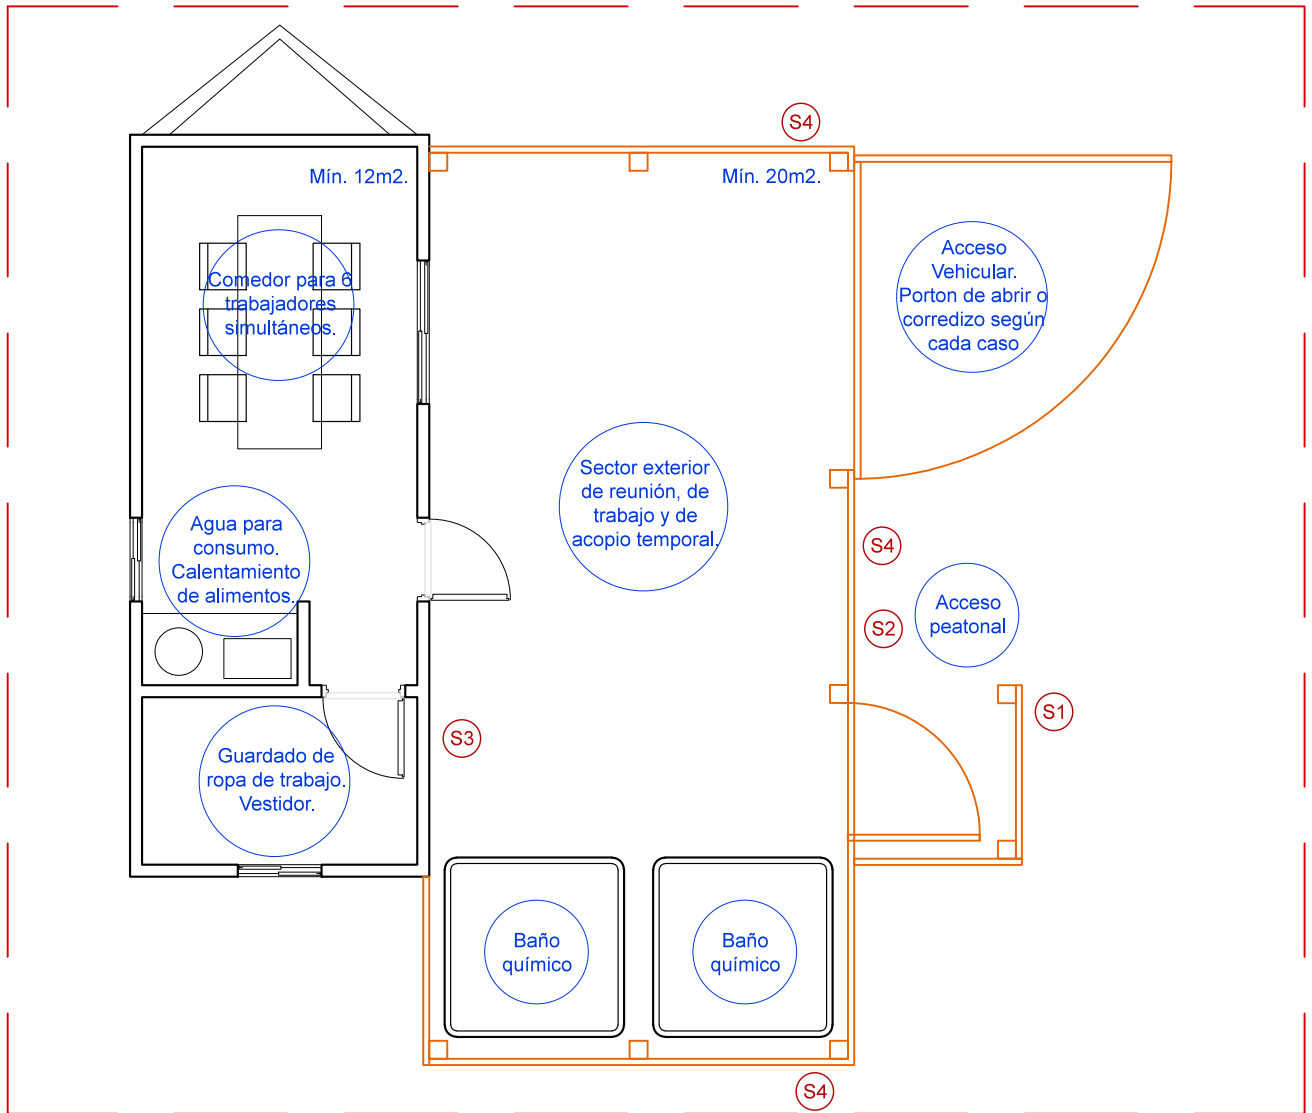 S4
Mín. 12m2.
Mín. 20m2.
Comedor para 6
trabajadores
simultáneos.
Acceso
Vehicular.
Porton de abrir o
corredizo según
cada caso
Sector exterior
de reunión, de
trabajo y de
acopio temporal.
Agua para
consumo.
Calentamiento
de alimentos.
S4
S2
Acceso
peatonal
S1
S3
Guardado de
ropa de trabajo.
Vestidor.
Baño
químico
Baño
químico
S4